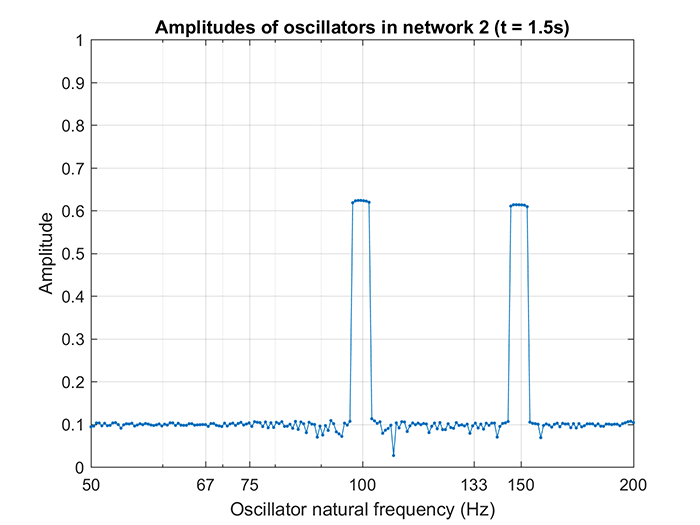 Amplitudes of oscillators in network 2 (t = 1.5s)
1
0.9
0.8
0.7
0.6
0.5
0.4
0.3
0.2
0.1
0
Amplitude
50 67 75 100 133 150 200
Oscillator natural frequency (Hz)